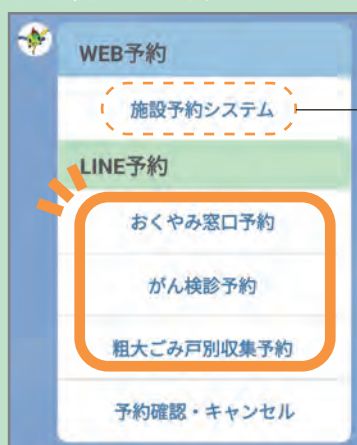 WEB予約
施設予約システム
LINE予約
おくやみ窓口予約
がん検診予約
粗大ごみ戸別収集予約
予約確認・キャンセル